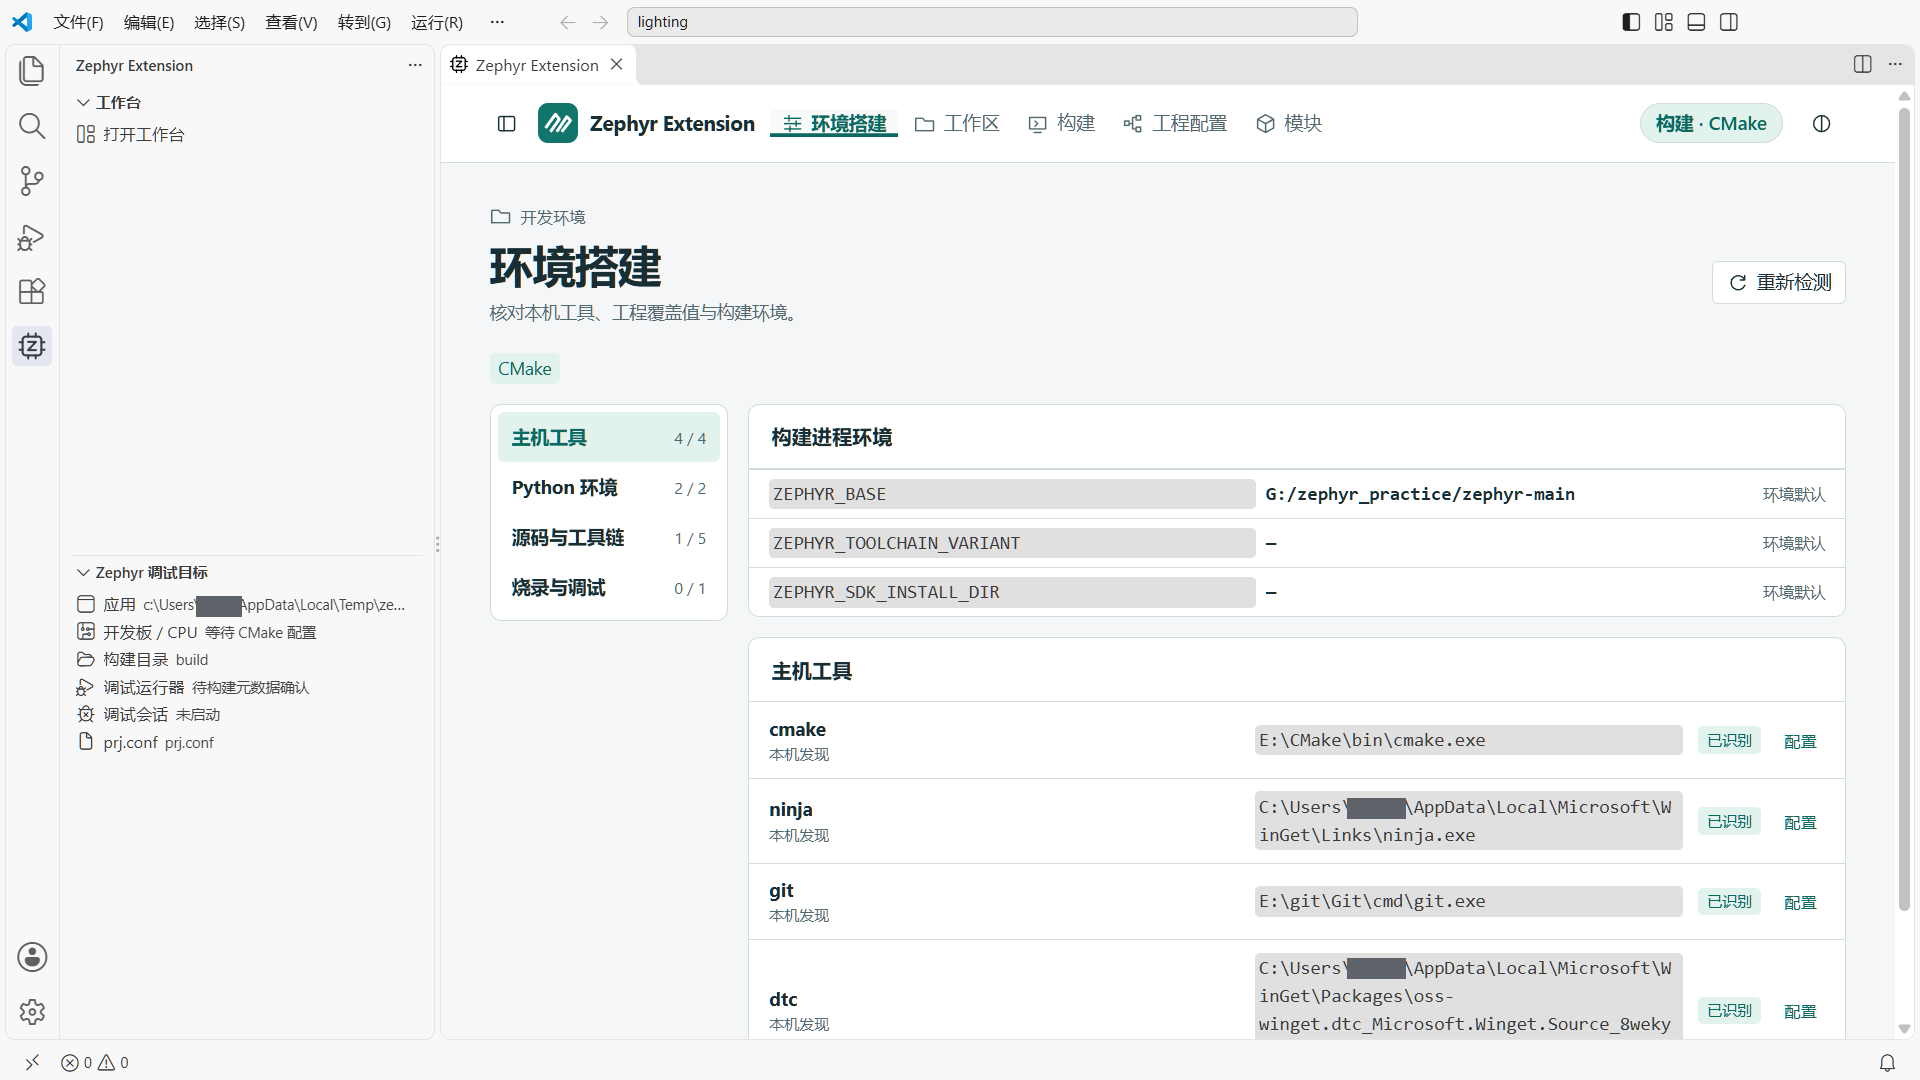 文件(F) 编辑(E) 选择(S) 查看(V) 转到(G) 运行(R) ···
lighting
Zephyr Extension ···
工作台
打开工作台
Zephyr 调试目标
应用 c:\Users\ AppData\Local\Temp\ze...
开发板 / CPU 等待 CMake 配置
构建目录 build
调试运行器 待构建元数据确认
调试会话 未启动
prj.conf prj.conf
Zephyr Extension
Zephyr Extension 环境搭建 工作区 构建 工程配置 模块
构建 · CMake
开发环境
环境搭建
核对本机工具、工程覆盖值与构建环境。
重新检测
CMake
主机工具 4 / 4
Python 环境 2 / 2
源码与工具链 1 / 5
烧录与调试 0 / 1
构建进程环境
ZEPHYR_BASE G:/zephyr_practice/zephyr-main 环境默认
ZEPHYR_TOOLCHAIN_VARIANT — 环境默认
ZEPHYR_SDK_INSTALL_DIR — 环境默认
主机工具
cmake
本机发现
E:\CMake\bin\cmake.exe
已识别 配置
ninja
本机发现
C:\Users\ \AppData\Local\Microsoft\W
inGet\Links\ninja.exe
已识别 配置
git
本机发现
E:\git\Git\cmd\git.exe
已识别 配置
dtc
本机发现
C:\Users\ \AppData\Local\Microsoft\W
inGet\Packages\oss-
winget.dtc_Microsoft.Winget.Source_8weky
已识别 配置
0 0